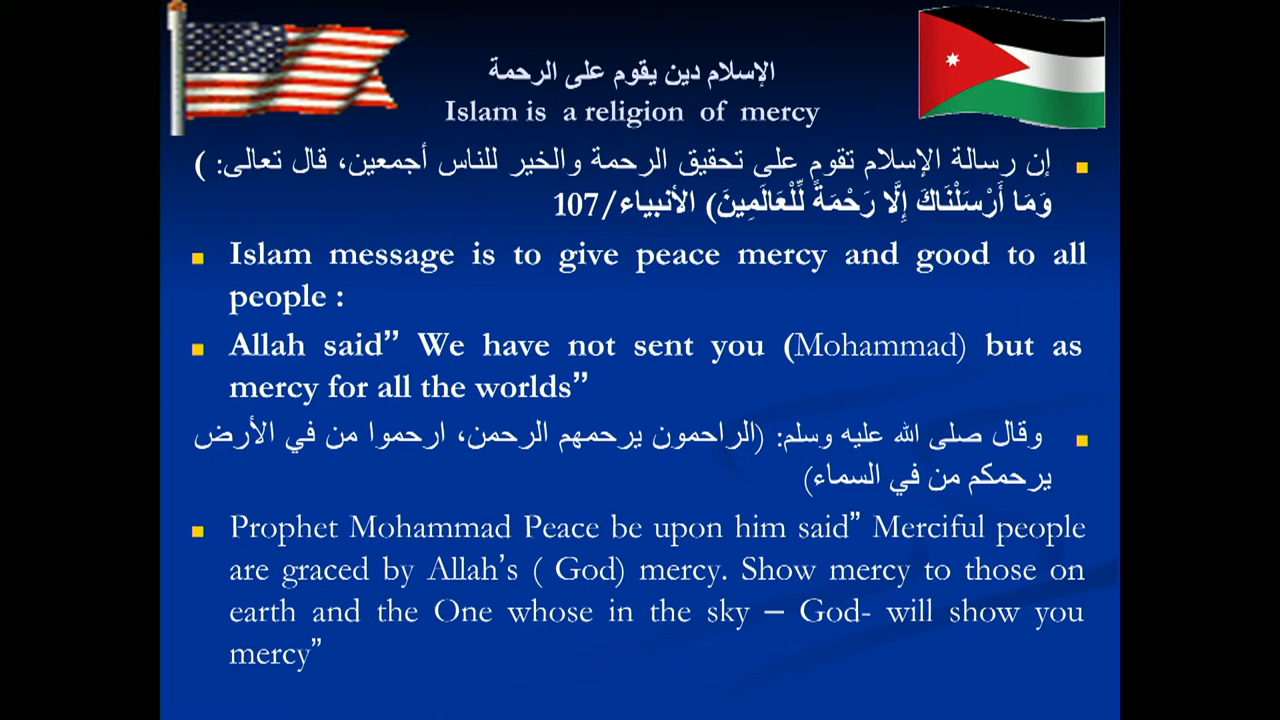 الإسلام دين يقوم على الرحمة
Islam is a religion of mercy
إن رسالة الإسلام تقوم على تحقيق الرحمة والخير للناس أجمعين، قال تعالى: (
وَمَا أَرْسَلْنَاكَ إِلَّا رَحْمَةً لِّلْعَالَمِينَ) الأنبياء/107
Islam message is to give peace mercy and good to all
people :
Allah said” We have not sent you (Mohammad) but as
mercy for all the worlds”
وقال صلى الله عليه وسلم: (الراحمون يرحمهم الرحمن، ارحموا من في الأرض
يرحمكم من في السماء)
Prophet Mohammad Peace be upon him said” Merciful people
are graced by Allah’s ( God) mercy. Show mercy to those on
earth and the One whose in the sky – God- will show you
mercy”